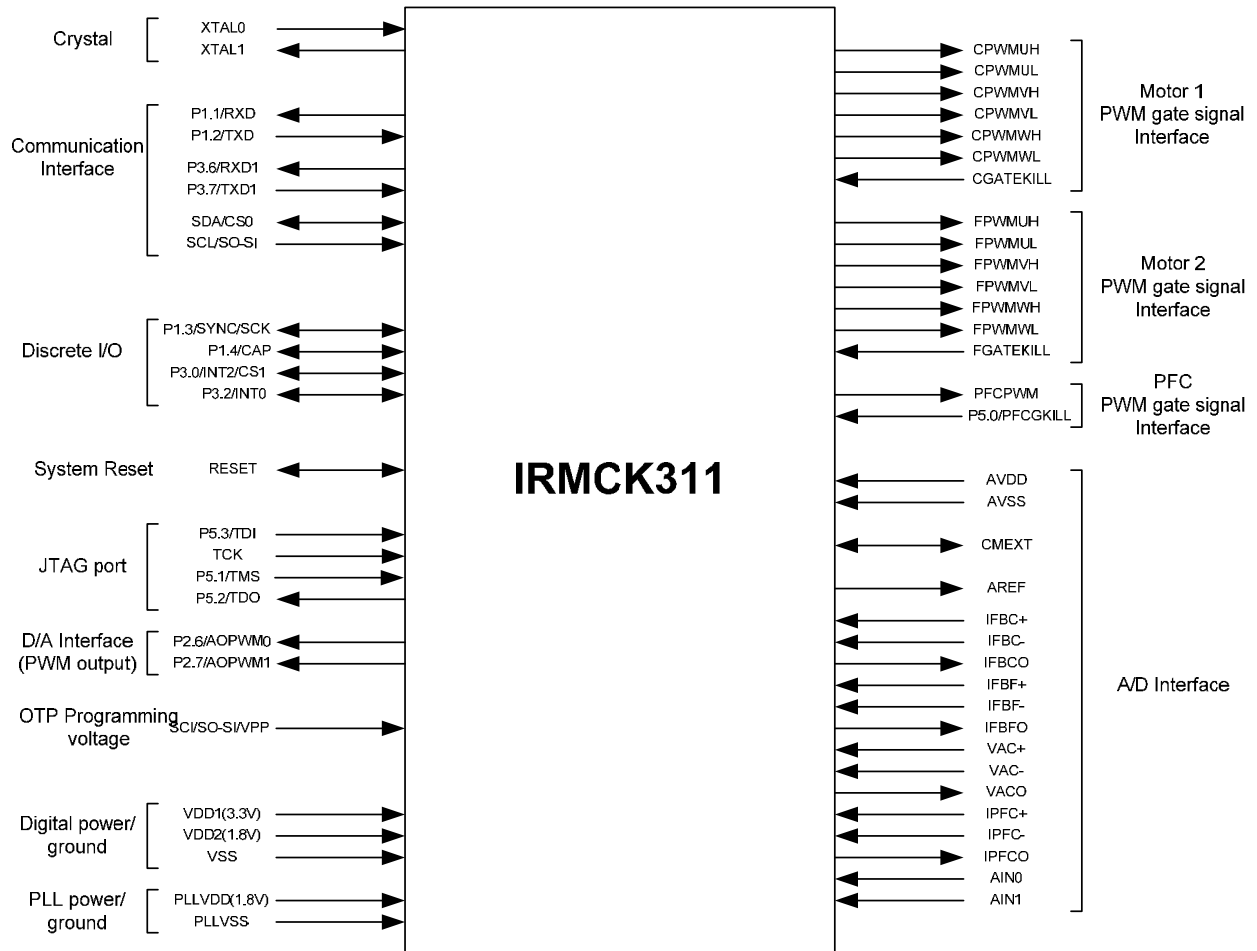 Crystal
XTAL0
XTAL1
Communication
Interface
P1.1/RXD
P1.2/TXD
P3.6/RXD1
P3.7/TXD1
SDA/CS0
SCL/SO-SI
Discrete I/O
P1.3/SYNC/SCK
P1.4/CAP
P3.0/INT2/CS1
P3.2/INT0
System Reset
RESET
JTAG port
P5.3/TDI
TCK
P5.1/TMS
P5.2/TDO
D/A Interface
(PWM output)
P2.6/AOPWM0
P2.7/AOPWM1
OTP Programming
voltage
SCI/SO-SI/VPP
Digital power/
ground
VDD1(3.3V)
VDD2(1.8V)
VSS
PLL power/
ground
PLLVDD(1.8V)
PLLVSS
IRMCK311
CPWMUH
CPWMUL
CPWMVH
CPWMVL
CPWMWH
CPWMWL
CGATEKILL
Motor 1
PWM gate signal
Interface
FPWMUH
FPWMUL
FPWMVH
FPWMVL
FPWMWH
FPWMWL
FGATEKILL
Motor 2
PWM gate signal
Interface
PFCPWM
P5.0/PFCGKILL
PFC
PWM gate signal
Interface
AVDD
AVSS
CMEXT
AREF
IFBC+
IFBC-
IFBCO
IFBF+
IFBF-
IFBFO
VAC+
VAC-
VACO
IPFC+
IPFC-
IPFCO
AIN0
AIN1
A/D Interface